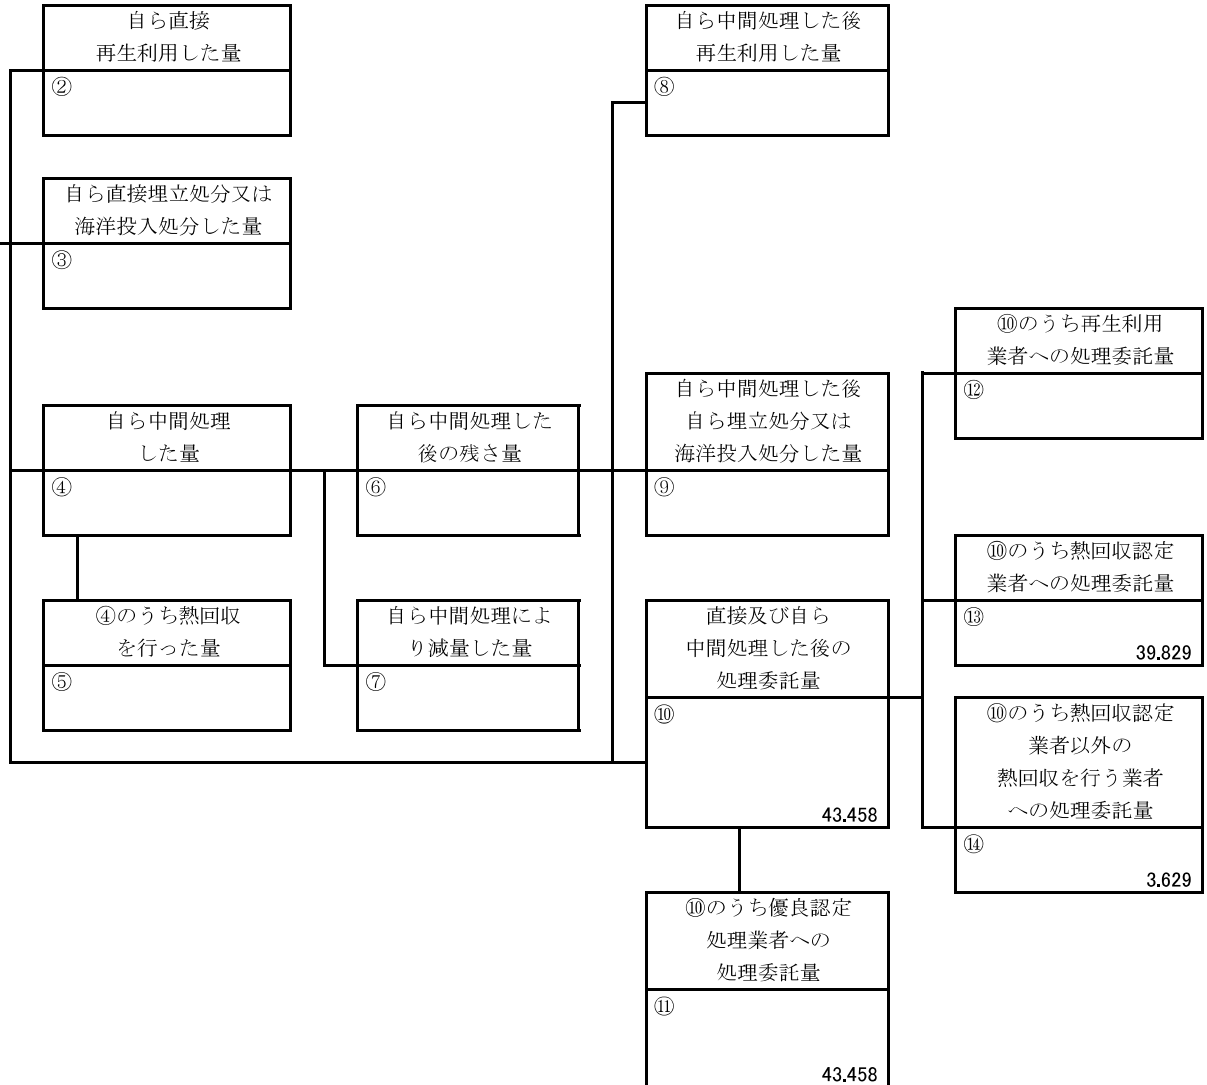 自ら直接
再生利用した量
②
自ら中間処理した後
再生利用した量
⑧
自ら直接埋立処分又は
海洋投入処分した量
③
⑩のうち再生利用
業者への処理委託量
⑫
自ら中間処理
した量
④
自ら中間処理した
後の残さ量
⑥
自ら中間処理した後
自ら埋立処分又は
海洋投入処分した量
⑨
⑩のうち熱回収認定
業者への処理委託量
⑬
39.829
④のうち熱回収
を行った量
⑤
自ら中間処理によ
り減量した量
⑦
直接及び自ら
中間処理した後の
処理委託量
⑩
43.458
⑩のうち熱回収認定
業者以外の
熱回収を行う業者
への処理委託量
⑭
3.629
⑩のうち優良認定
処理業者への
処理委託量
⑪
43.458